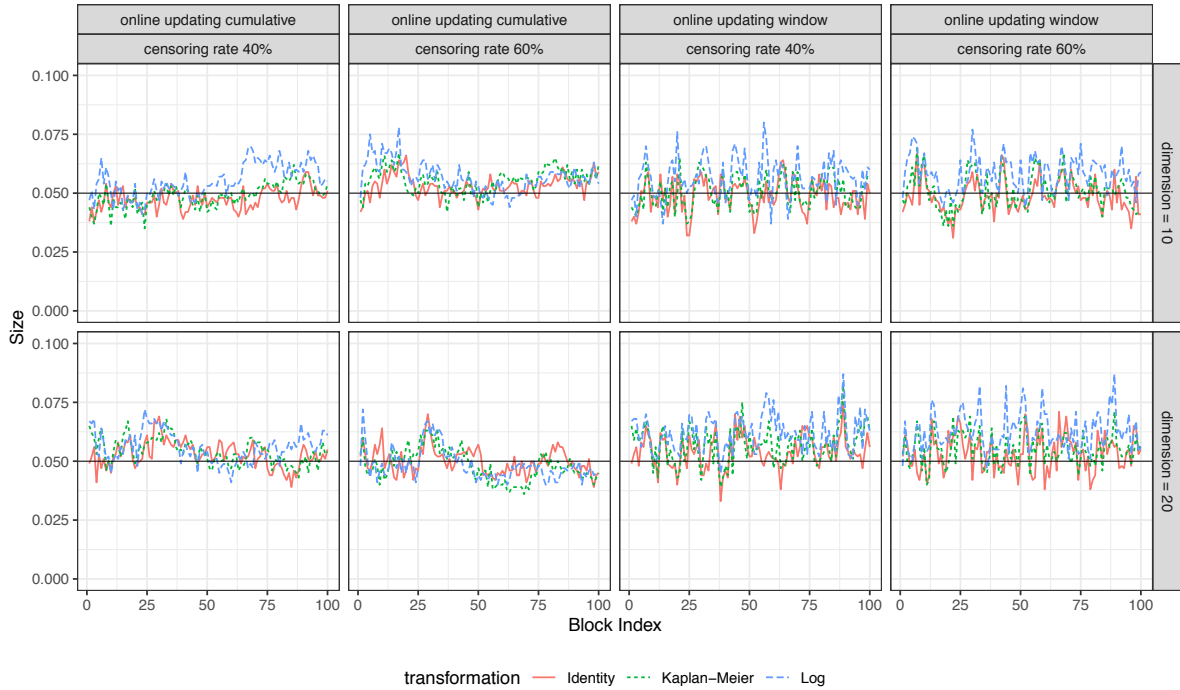 online updating cumulative online updating cumulative online updating window online updating window
censoring rate 40% censoring rate 60% censoring rate 40% censoring rate 60%
0.100
0.075
0.050
0.025
0.000
dimension = 10
Size
0.100
0.075
0.050
0.025
0.000
dimension = 20
0 25 50 75 100 0 25 50 75 100 0 25 50 75 100 0 25 50 75 100
Block Index
transformation Identity Kaplan−Meier Log